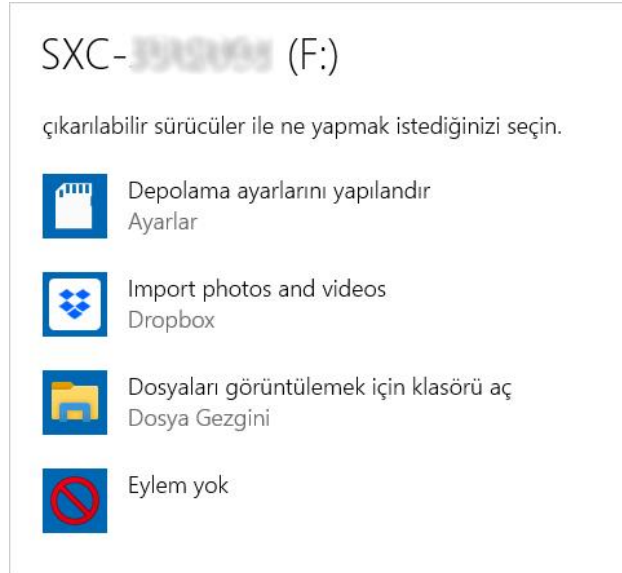 SXC- (F:)
çıkarılabilir sürücüler ile ne yapmak istediğinizi seçin.
Depolama ayarlarını yapılandır
Ayarlar
Import photos and videos
Dropbox
Dosyaları görüntülemek için klasörü aç
Dosya Gezgini
Eylem yok